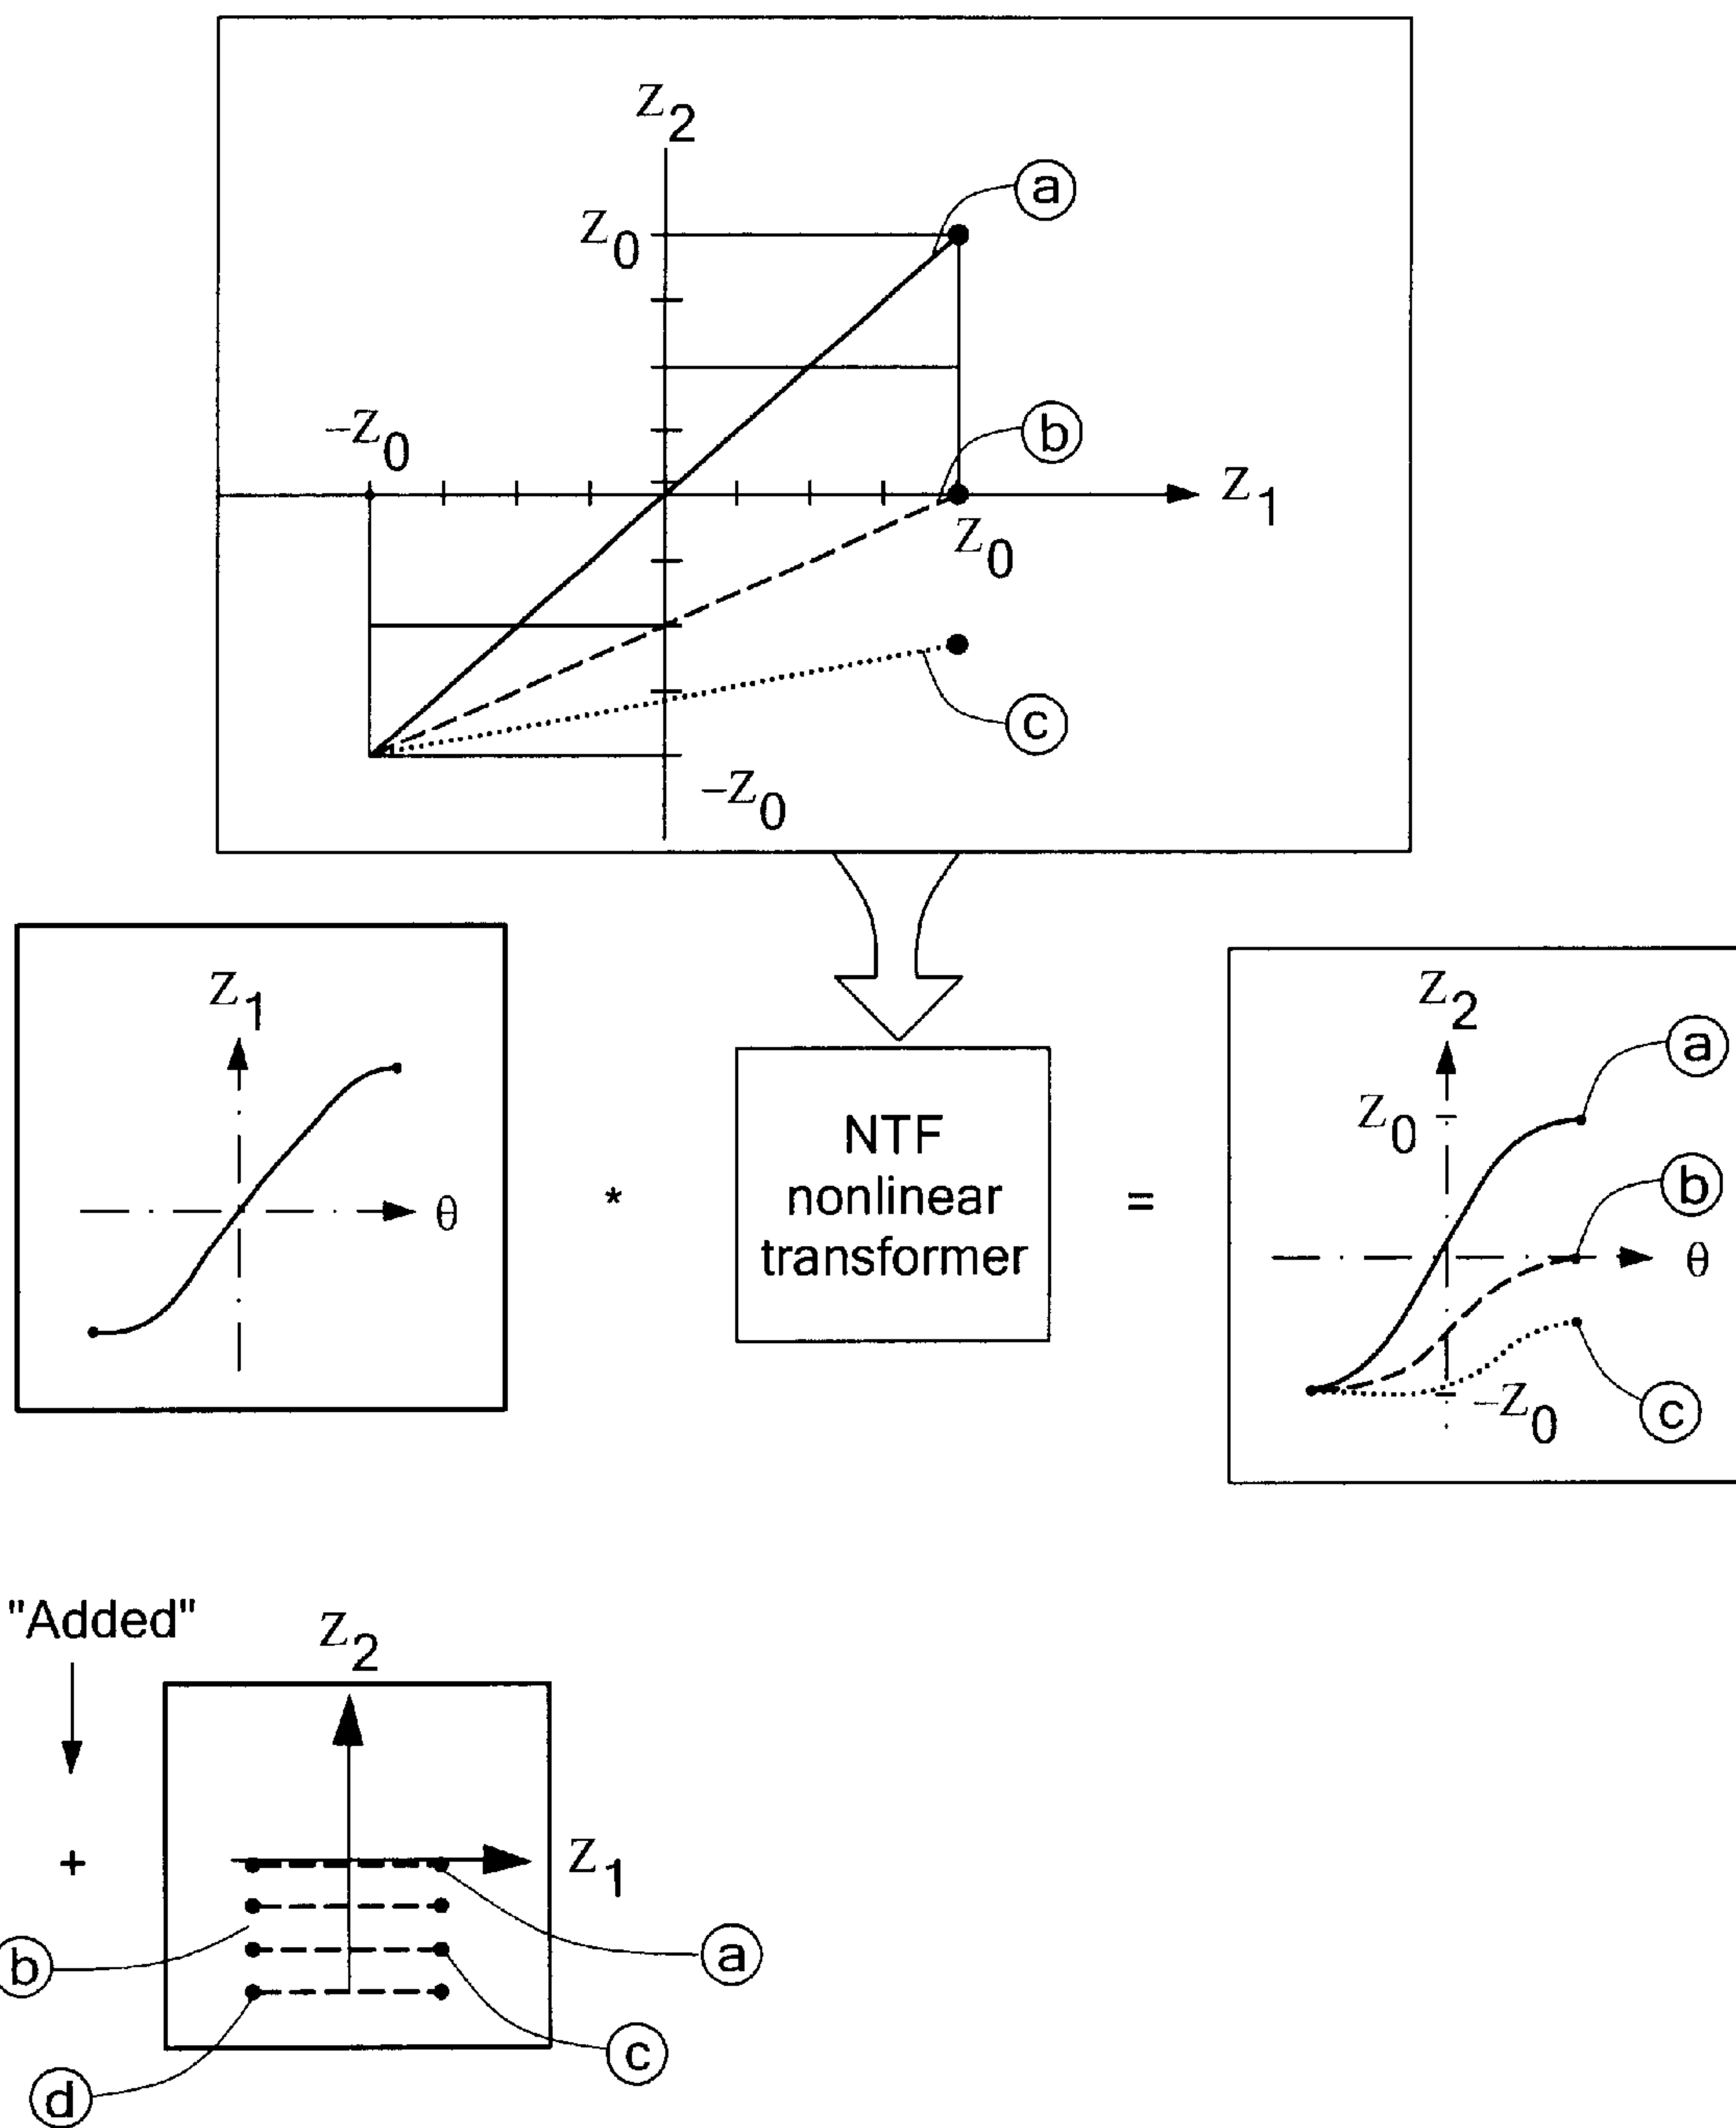 Z2
a
Z0
b
-Z0
Z1
Z0
c
-Z0
Z1
θ
*
NTF
nonlinear
transformer
=
Z2
a
Z0
b
θ
-Z0
c
"Added"
Z2
+
Z1
b
a
c
d